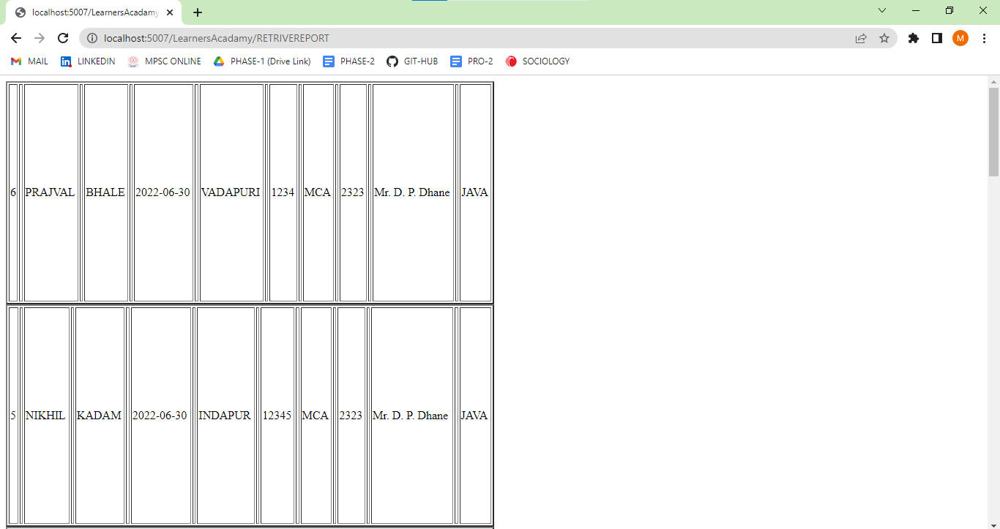 localhost:5007/LearnersAcadamy
localhost:5007/LearnersAcadamy/RETRIVEREPORT
M
MAIL LINKEDIN MPSC ONLINE PHASE-1 (Drive Link) PHASE-2 GIT-HUB PRO-2 SOCIOLOGY
6 PRAJVAL BHALE 2022-06-30 VADAPURI 1234 MCA 2323 Mr. D. P. Dhane JAVA
5 NIKHIL KADAM 2022-06-30 INDAPUR 12345 MCA 2323 Mr. D. P. Dhane JAVA